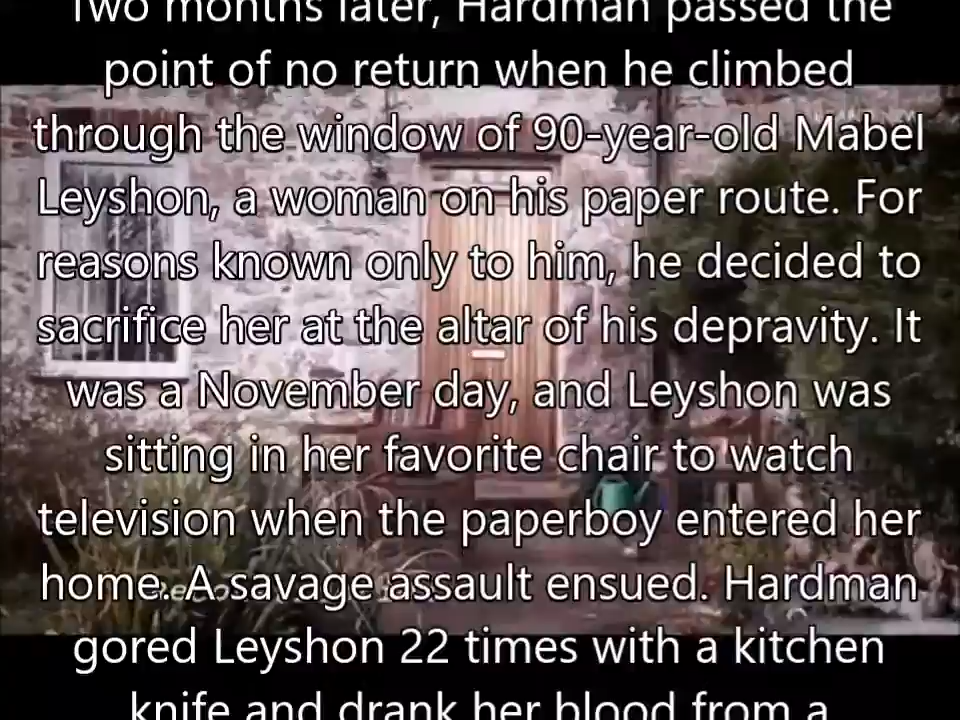 Two months later, Hardman passed the
point of no return when he climbed
through the window of 90-year-old Mabel
Leyshon, a woman on his paper route. For
reasons known only to him, he decided to
sacrifice her at the altar of his depravity. It
was a November day, and Leyshon was
sitting in her favorite chair to watch
television when the paperboy entered her
home. A savage assault ensued. Hardman
gored Leyshon 22 times with a kitchen
knife and drank her blood from a